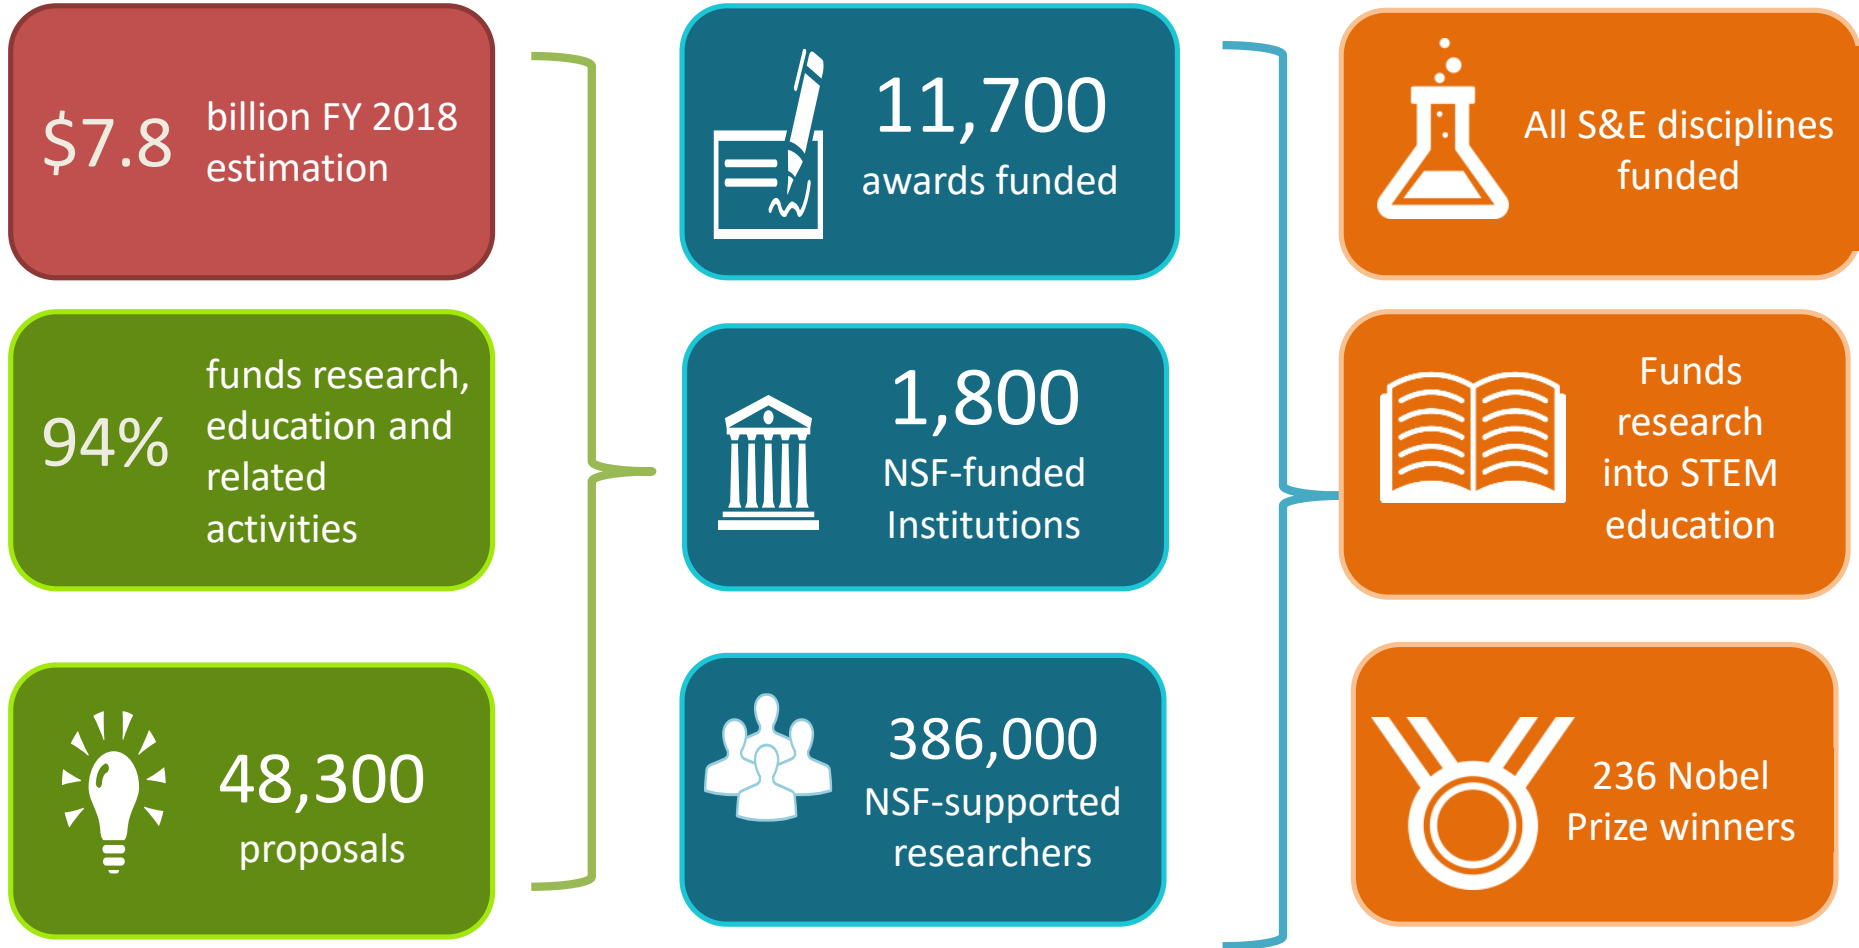 $7.8
billion FY 2018
estimation
94%
funds research,
education and
related
activities
48,300
proposals
11,700
awards funded
1,800
NSF-funded
Institutions
386,000
NSF-supported
researchers
All S&E disciplines
funded
Funds
research
into STEM
education
236 Nobel
Prize winners